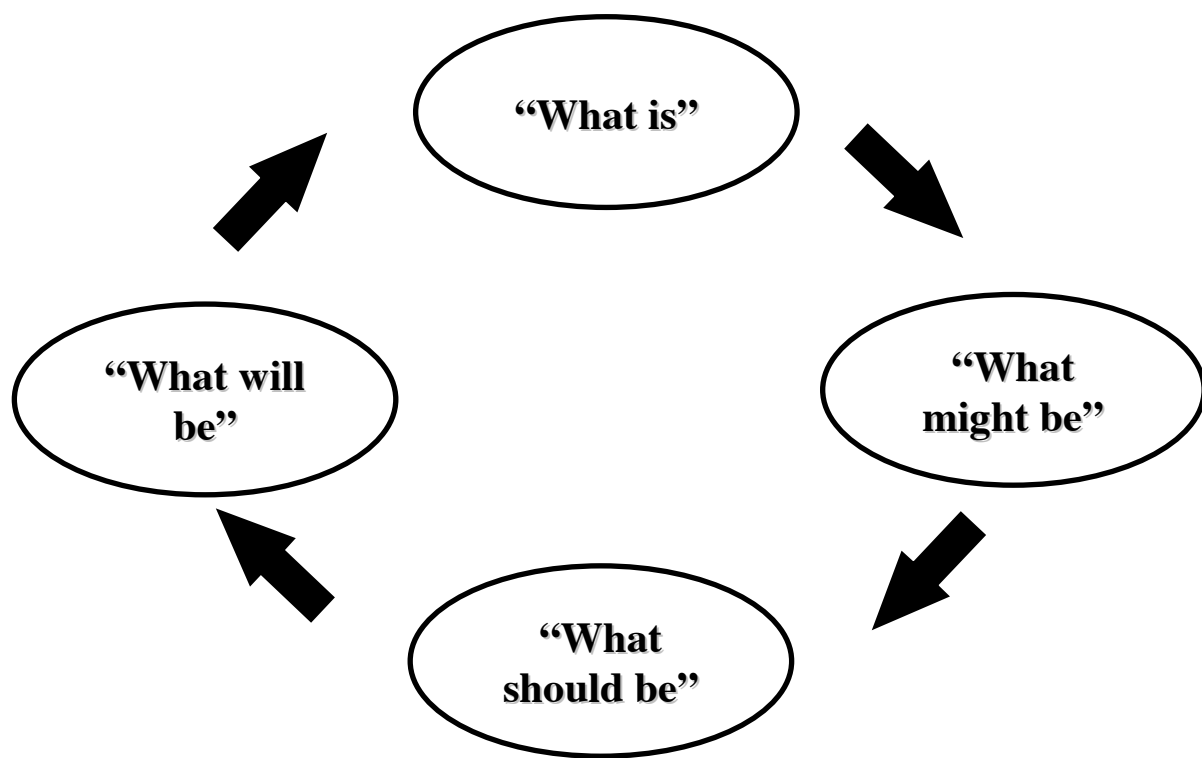 “What is”
“What will
be”
“What
might be”
“What
should be”